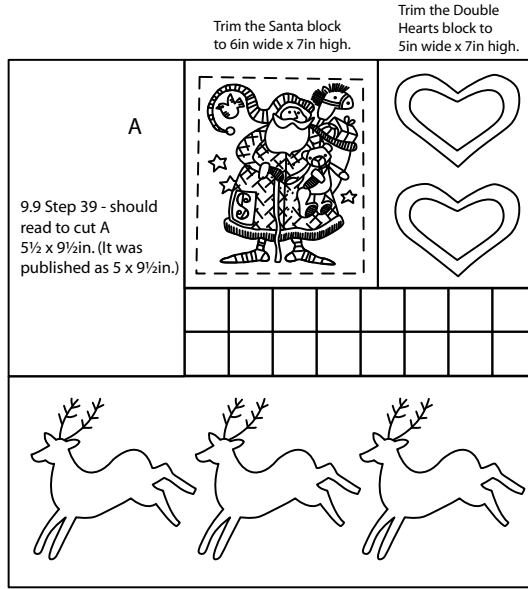 Trim the Santa block
to 6in wide x 7in high.
Trim the Double
Hearts block to
5in wide x 7in high.
A
9.9 Step 39 - should
read to cut A
5½ x 9½in. (It was
published as 5 x 9½in.)